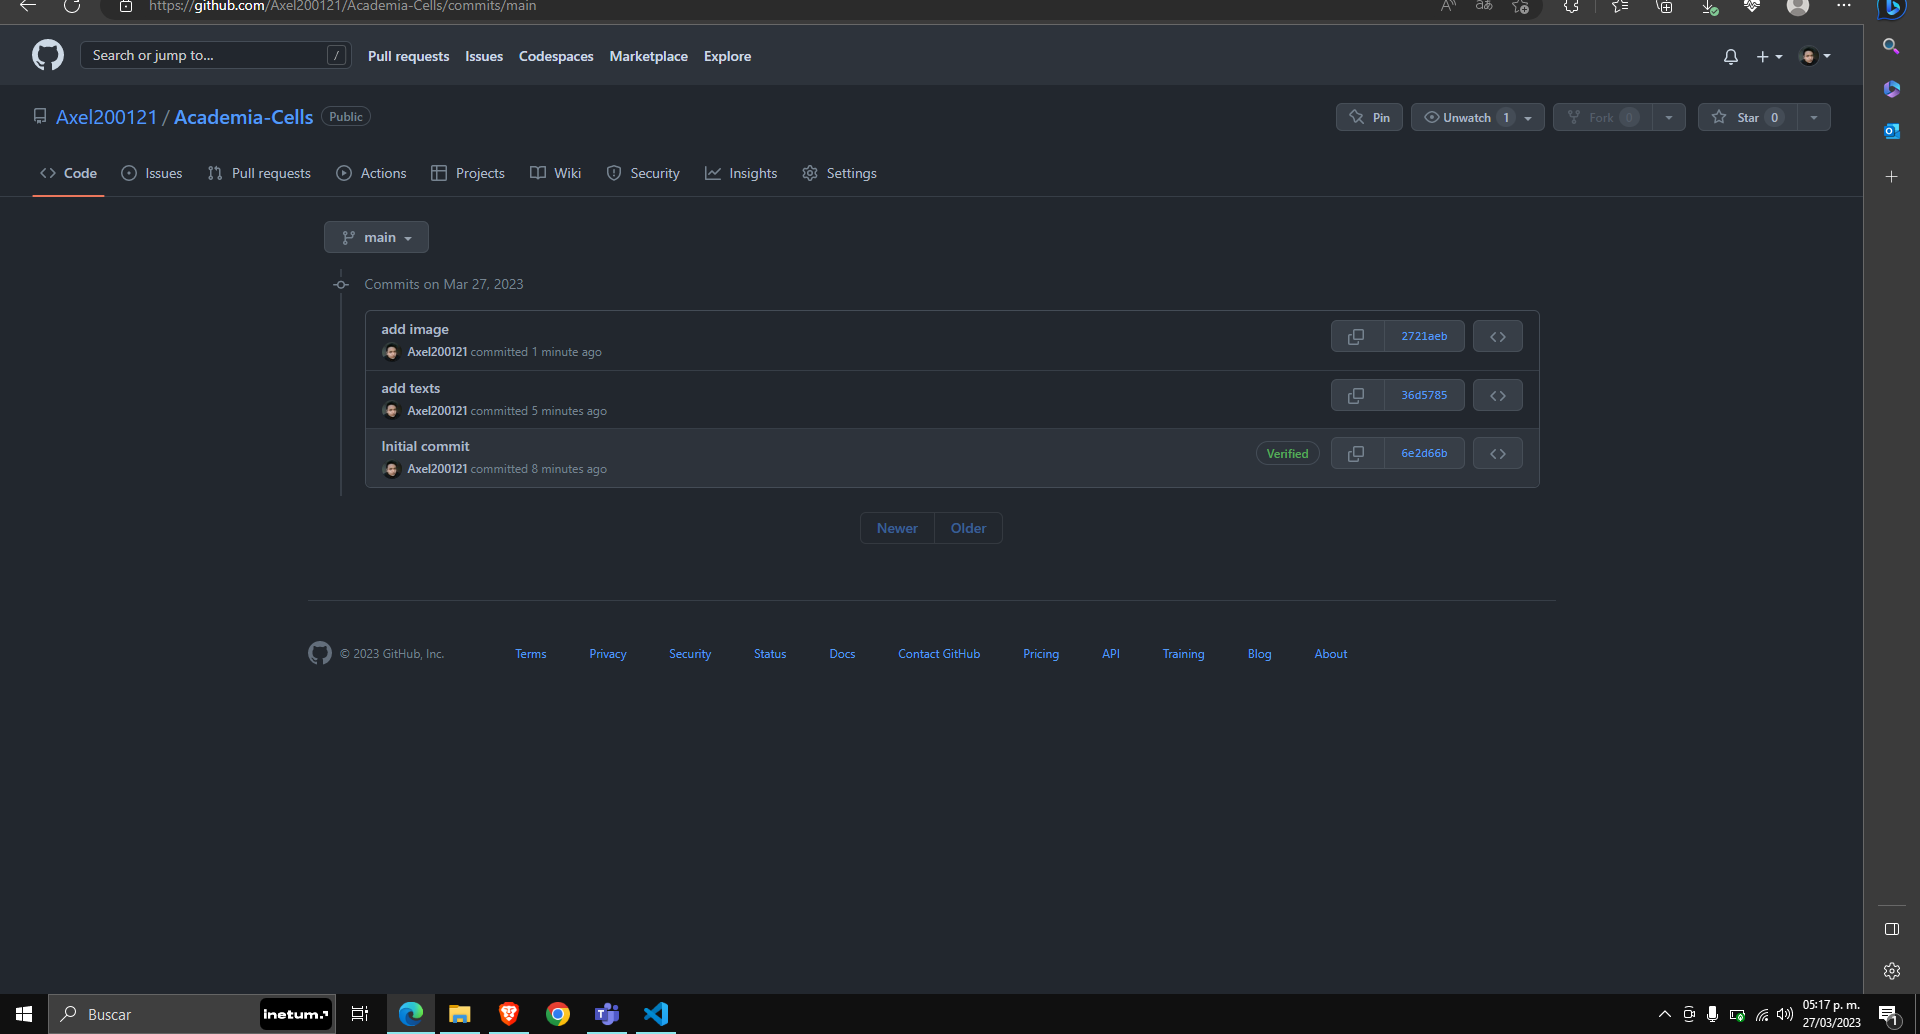 https://github.com/Axel200121/Academia-Cells/commits/main
Search or jump to... /
Pull requests Issues Codespaces Marketplace Explore
Axel200121 / Academia-Cells Public
Pin Unwatch 1 Fork 0 Star 0
Code Issues Pull requests Actions Projects Wiki Security Insights Settings
main
Commits on Mar 27, 2023
add image
Axel200121 committed 1 minute ago
2721aeb
add texts
Axel200121 committed 5 minutes ago
36d5785
Initial commit
Axel200121 committed 8 minutes ago
Verified 6e2d66b
Newer Older
© 2023 GitHub, Inc. Terms Privacy Security Status Docs Contact GitHub Pricing API Training Blog About
Buscar inetum.
05:17 p. m.
27/03/2023
1